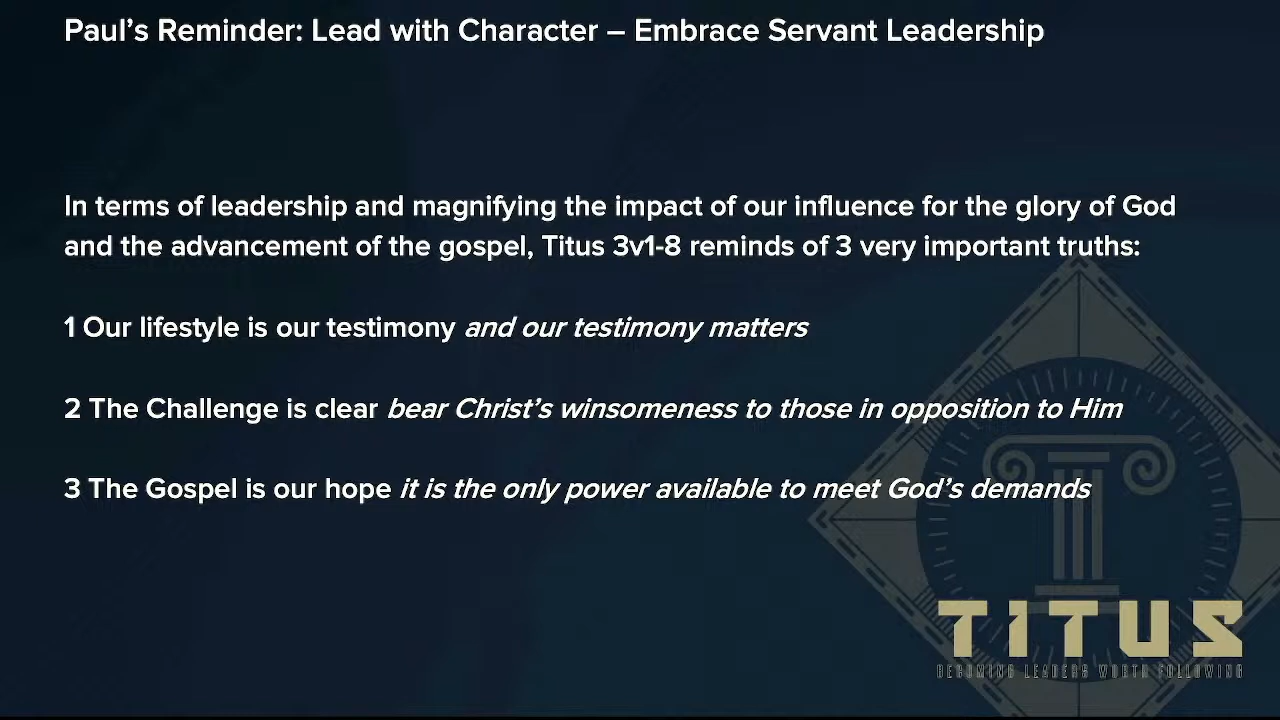 Paul’s Reminder: Lead with Character – Embrace Servant Leadership
In terms of leadership and magnifying the impact of our influence for the glory of God
and the advancement of the gospel, Titus 3v1-8 reminds of 3 very important truths:
1 Our lifestyle is our testimony and our testimony matters
2 The Challenge is clear bear Christ’s winsomeness to those in opposition to Him
3 The Gospel is our hope it is the only power available to meet God’s demands
TITUS
BECOMING LEADERS WORTH FOLLOWING